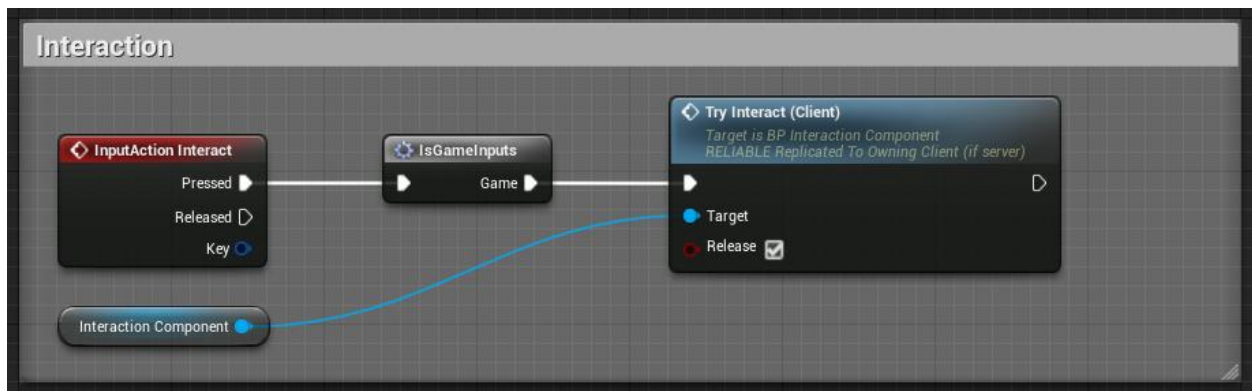 Interaction
InputAction Interact
Pressed
Released
Key
Interaction Component
IsGameInputs
Game
Try Interact (Client)
Target is BP Interaction Component
RELIABLE Replicated To Owning Client (if server)
Target
Release